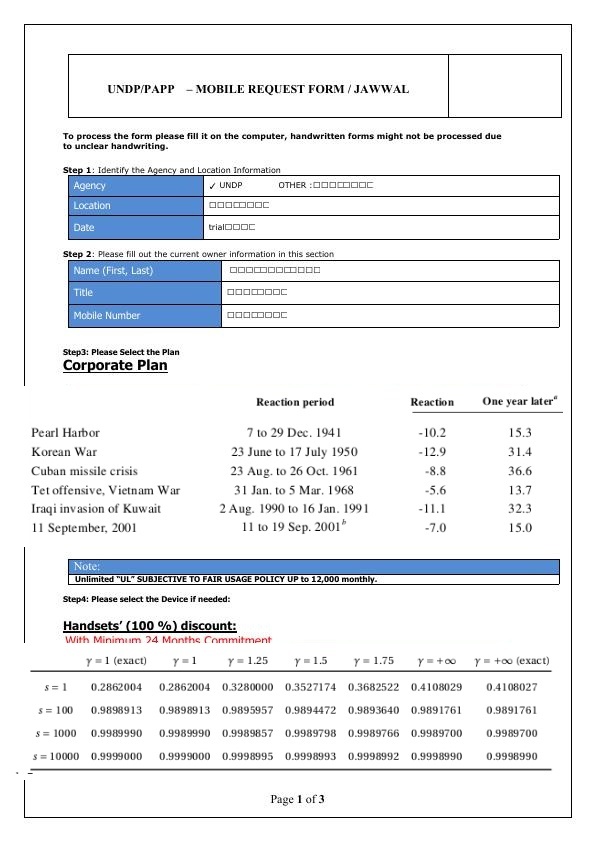 UNDP/PAPP – MOBILE REQUEST FORM / JAWWAL
To process the form please fill it on the computer, handwritten forms might not be processed due
to unclear handwriting.
Step 1: Identify the Agency and Location Information
Agency ✓ UNDP OTHER :□□□□□□□□
Location □□□□□□□□
Date trial□□□□
Step 2: Please fill out the current owner information in this section
Name (First, Last) □□□□□□□□□□□□
Title □□□□□□□□
Mobile Number □□□□□□□□
Step3: Please Select the Plan
Corporate Plan
Reaction period Reaction One year later^a
Pearl Harbor 7 to 29 Dec. 1941 -10.2 15.3
Korean War 23 June to 17 July 1950 -12.9 31.4
Cuban missile crisis 23 Aug. to 26 Oct. 1961 -8.8 36.6
Tet offensive, Vietnam War 31 Jan. to 5 Mar. 1968 -5.6 13.7
Iraqi invasion of Kuwait 2 Aug. 1990 to 16 Jan. 1991 -11.1 32.3
11 September, 2001 11 to 19 Sep. 2001^b -7.0 15.0
Note:
Unlimited "UL" SUBJECTIVE TO FAIR USAGE POLICY UP to 12,000 monthly.
Step4: Please select the Device if needed:
Handsets' (100 %) discount:
With Minimum 24 Months Commitment
γ = 1 (exact) γ = 1 γ = 1.25 γ = 1.5 γ = 1.75 γ = +∞ γ = +∞ (exact)
s = 1 0.2862004 0.2862004 0.3280000 0.3527174 0.3682522 0.4108029 0.4108027
s = 100 0.9898913 0.9898913 0.9895957 0.9894472 0.9893640 0.9891761 0.9891761
s = 1000 0.9989990 0.9989990 0.9989857 0.9989798 0.9989766 0.9989700 0.9989700
s = 10000 0.9999000 0.9999000 0.9998995 0.9998993 0.9998992 0.9998990 0.9998990
Page 1 of 3